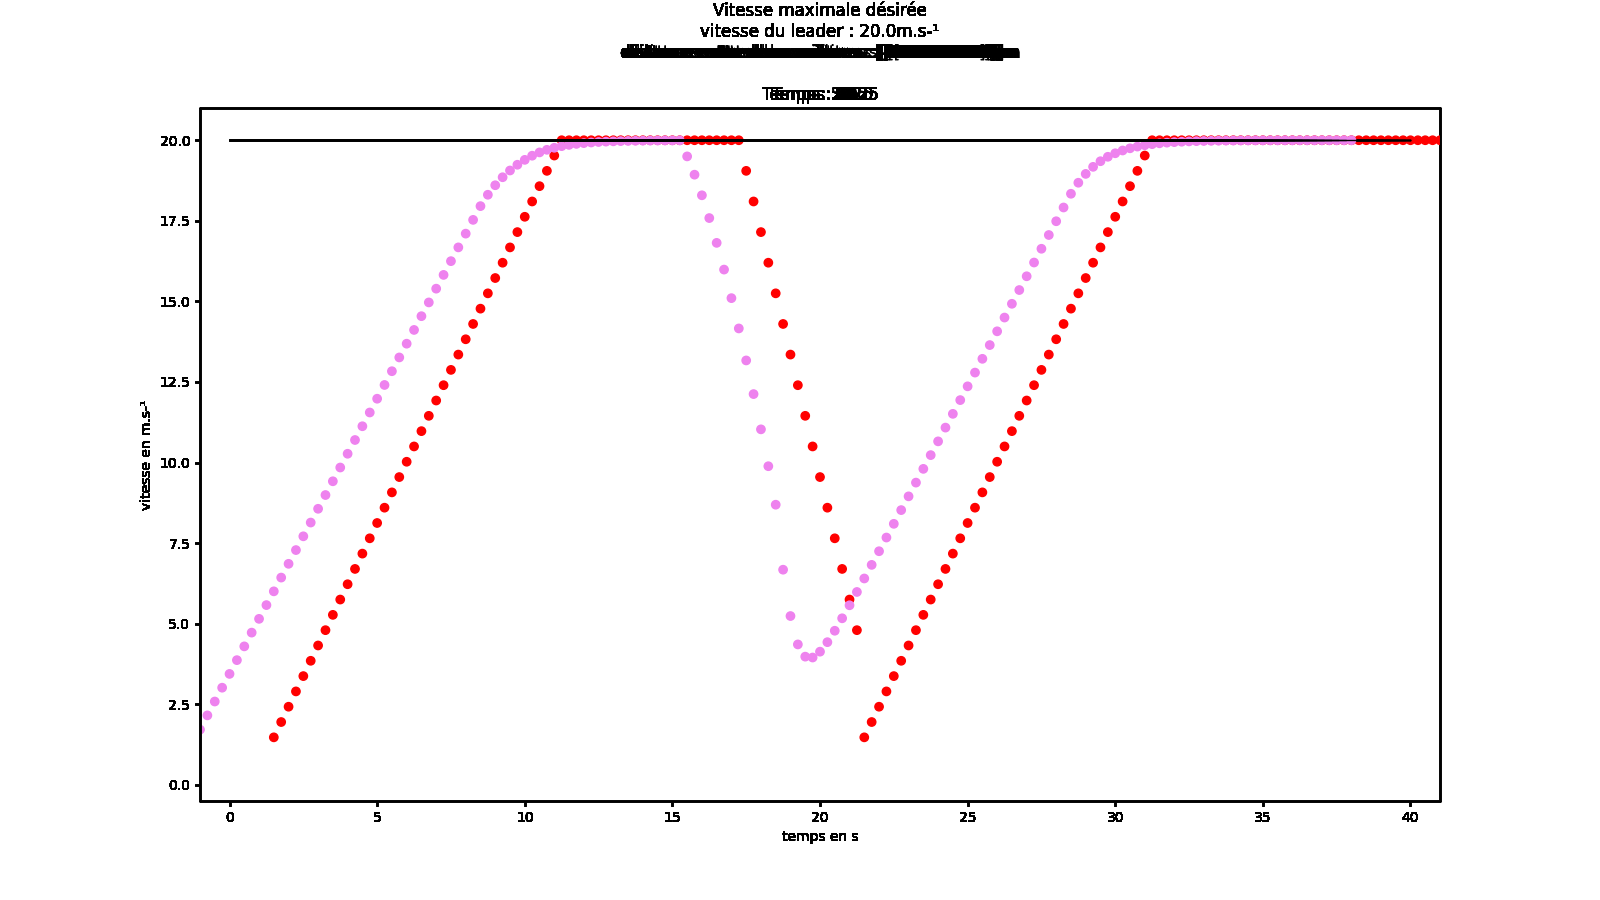 Vitesse maximale désirée
vitesse du leader : 20.0m.s-¹
Temps :
20.0
17.5
15.0
12.5
10.0
7.5
5.0
2.5
0.0
vitesse en m.s-¹
0 5 10 15 20 25 30 35 40
temps en s